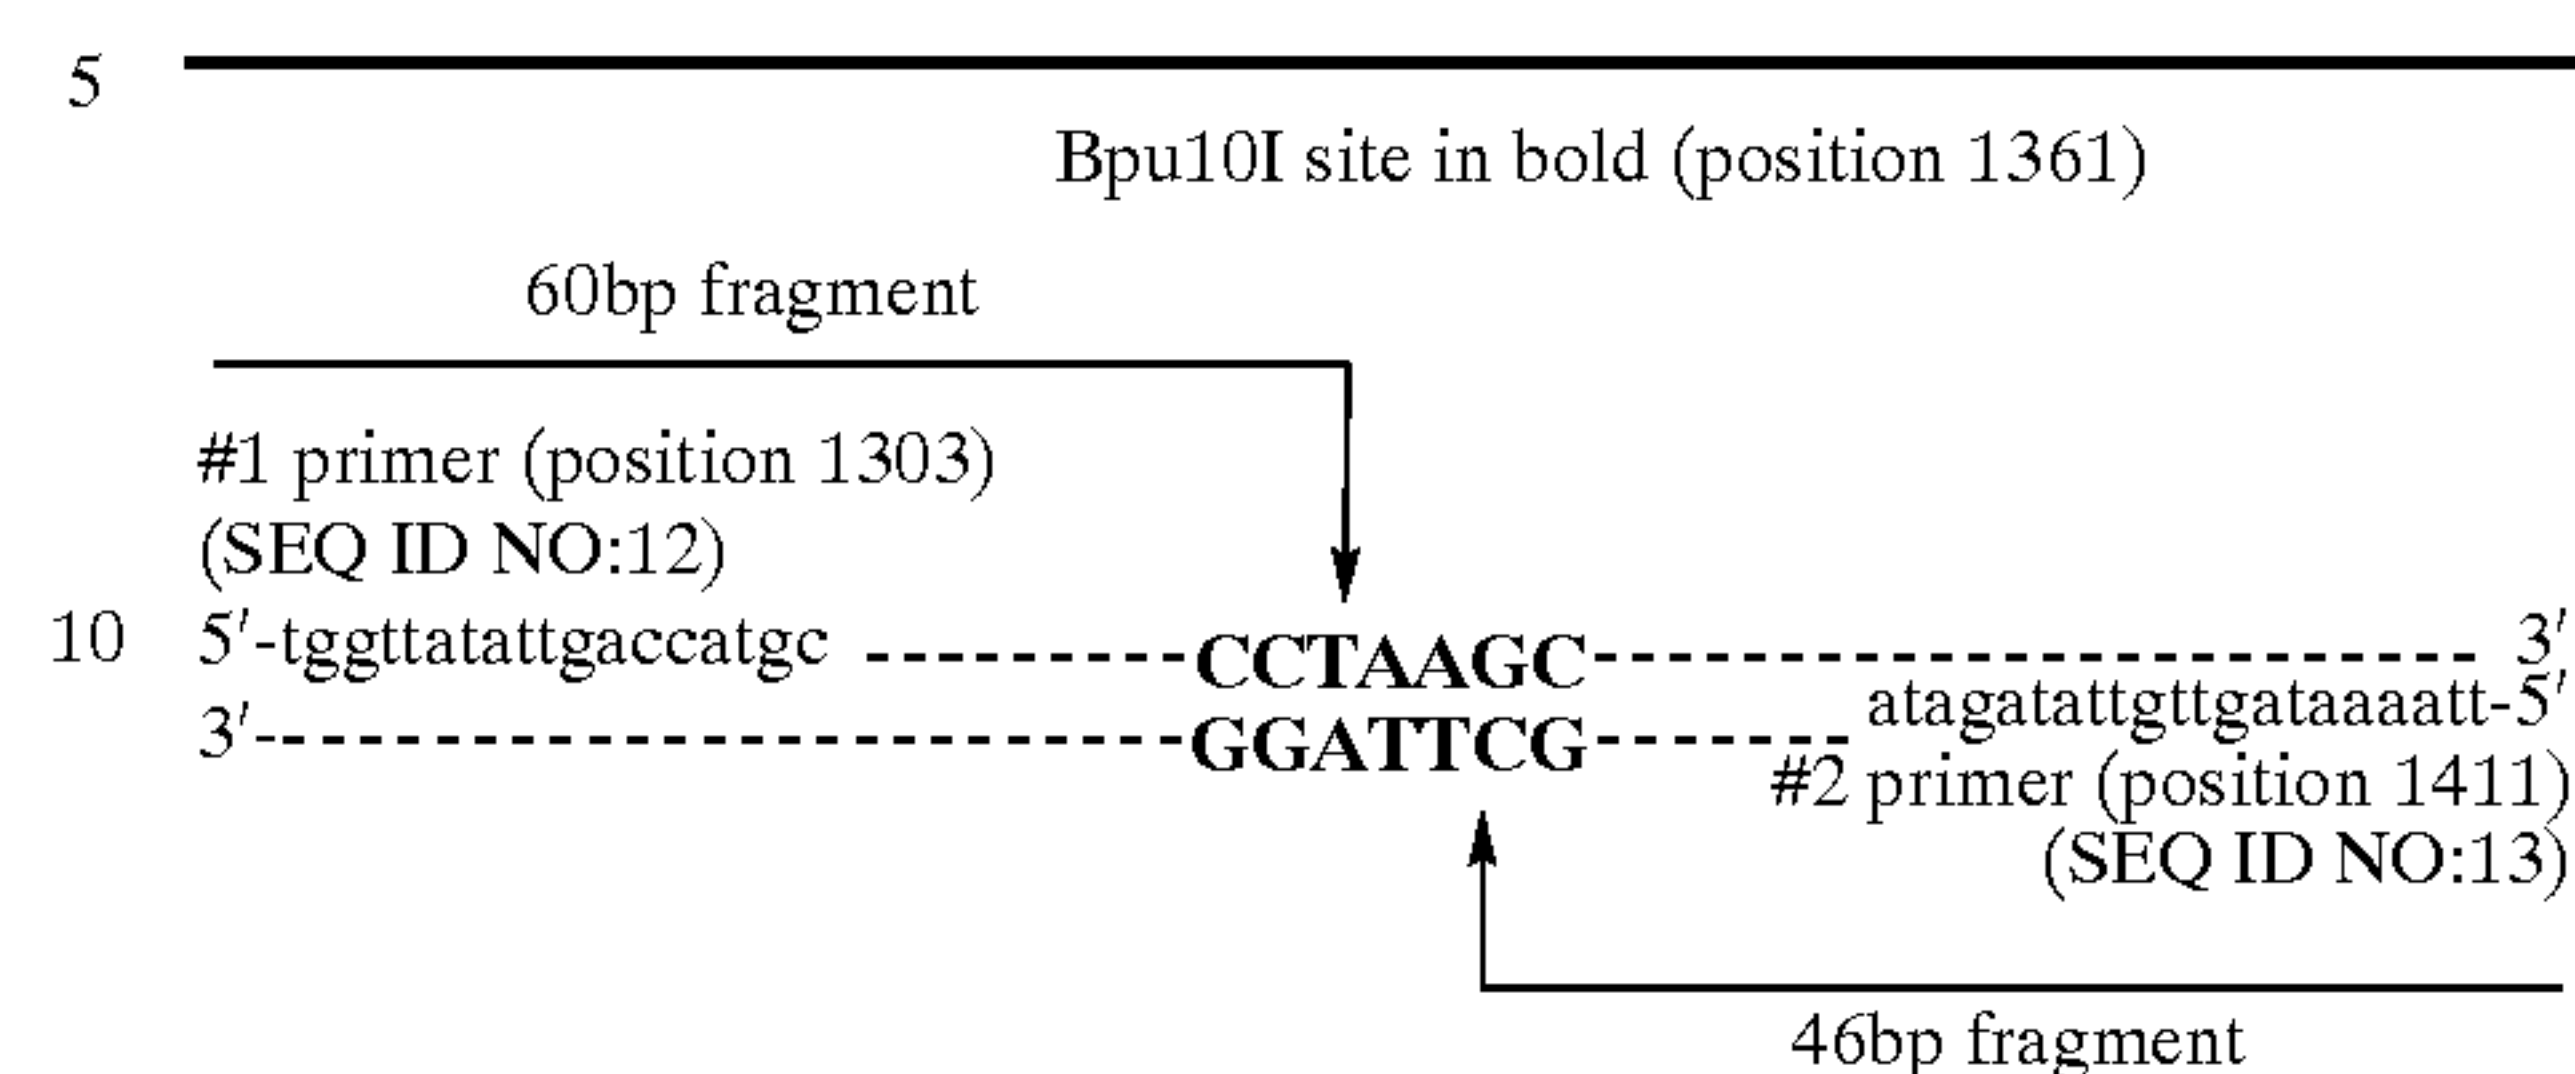 5
Bpu10I site in bold (position 1361)
60bp fragment
#1 primer (position 1303)
(SEQ ID NO:12)
10 5'-tggttatattgaccatgc ---------CCTAAGC----------------------- 3'
atagatattgttgataaaatt-5'
3'-------------------------GGATTCG-------
#2 primer (position 1411)
(SEQ ID NO:13)
46bp fragment